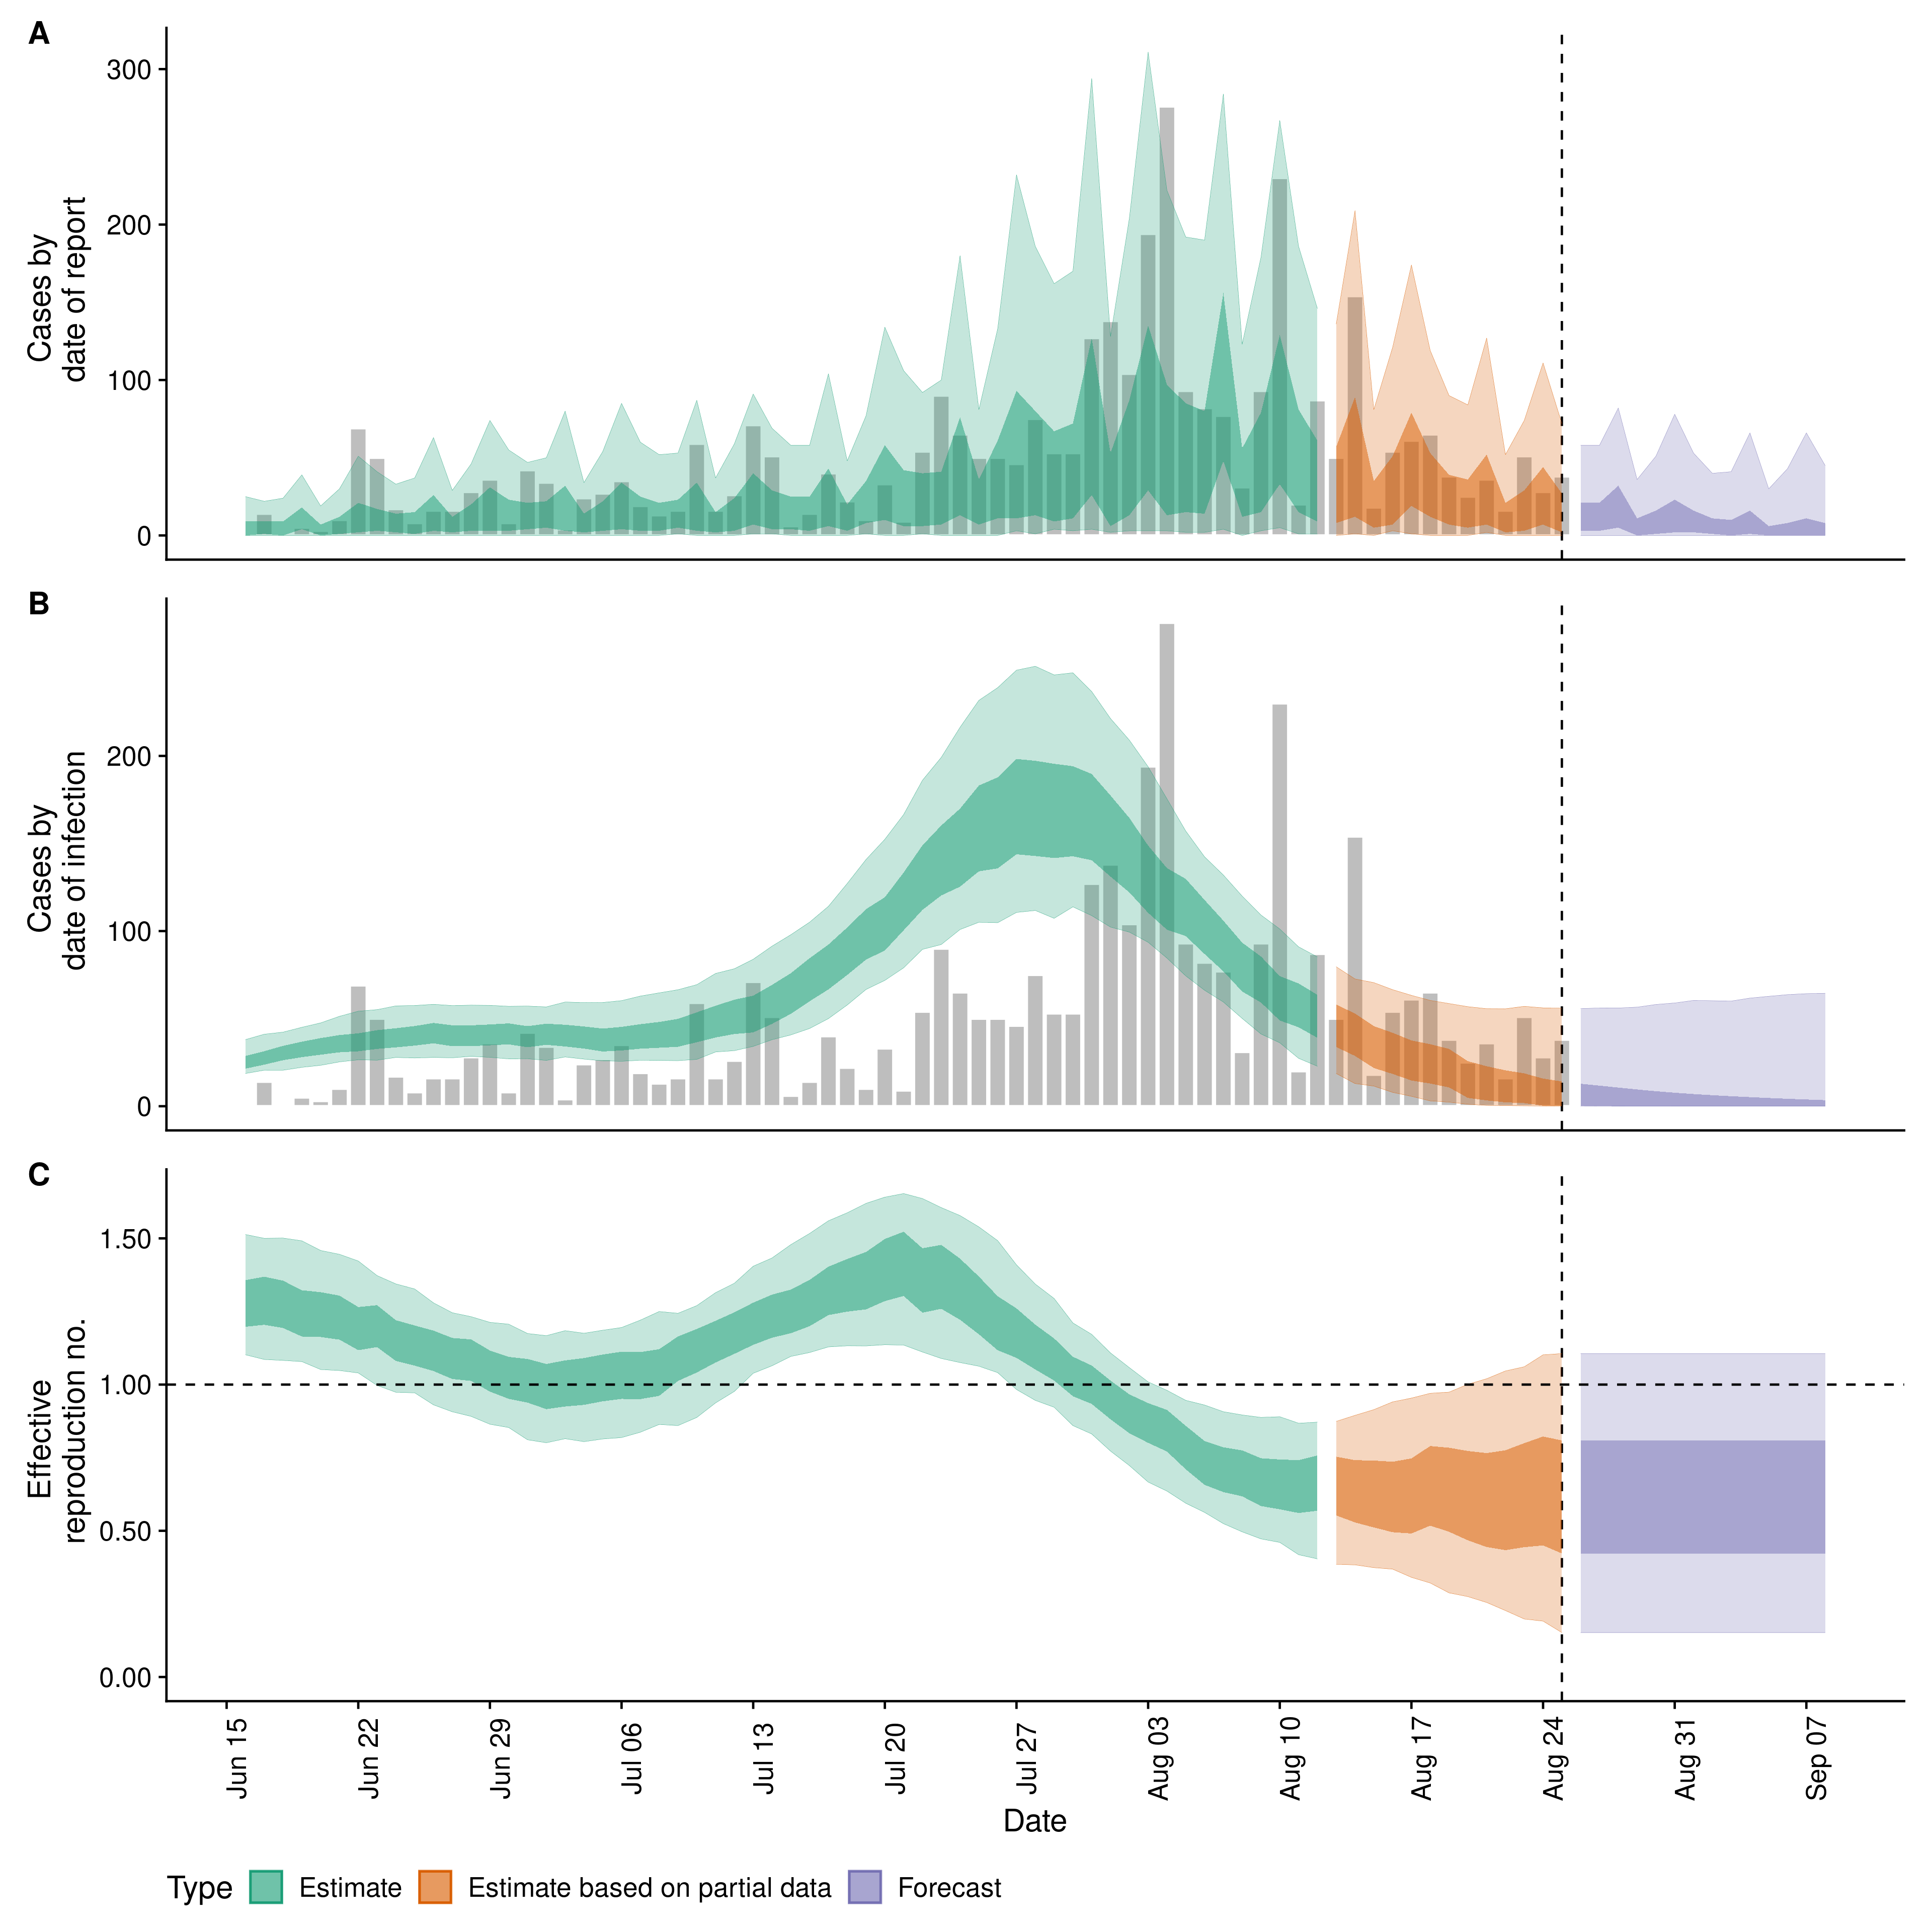 A
Cases by
date of report
300
200
100
0
B
Cases by
date of infection
200
100
0
C
Effective
reproduction no.
1.50
1.00
0.50
0.00
Jun 15
Jun 22
Jun 29
Jul 06
Jul 13
Jul 20
Jul 27
Aug 03
Aug 10
Aug 17
Aug 24
Aug 31
Sep 07
Date
Type Estimate Estimate based on partial data Forecast